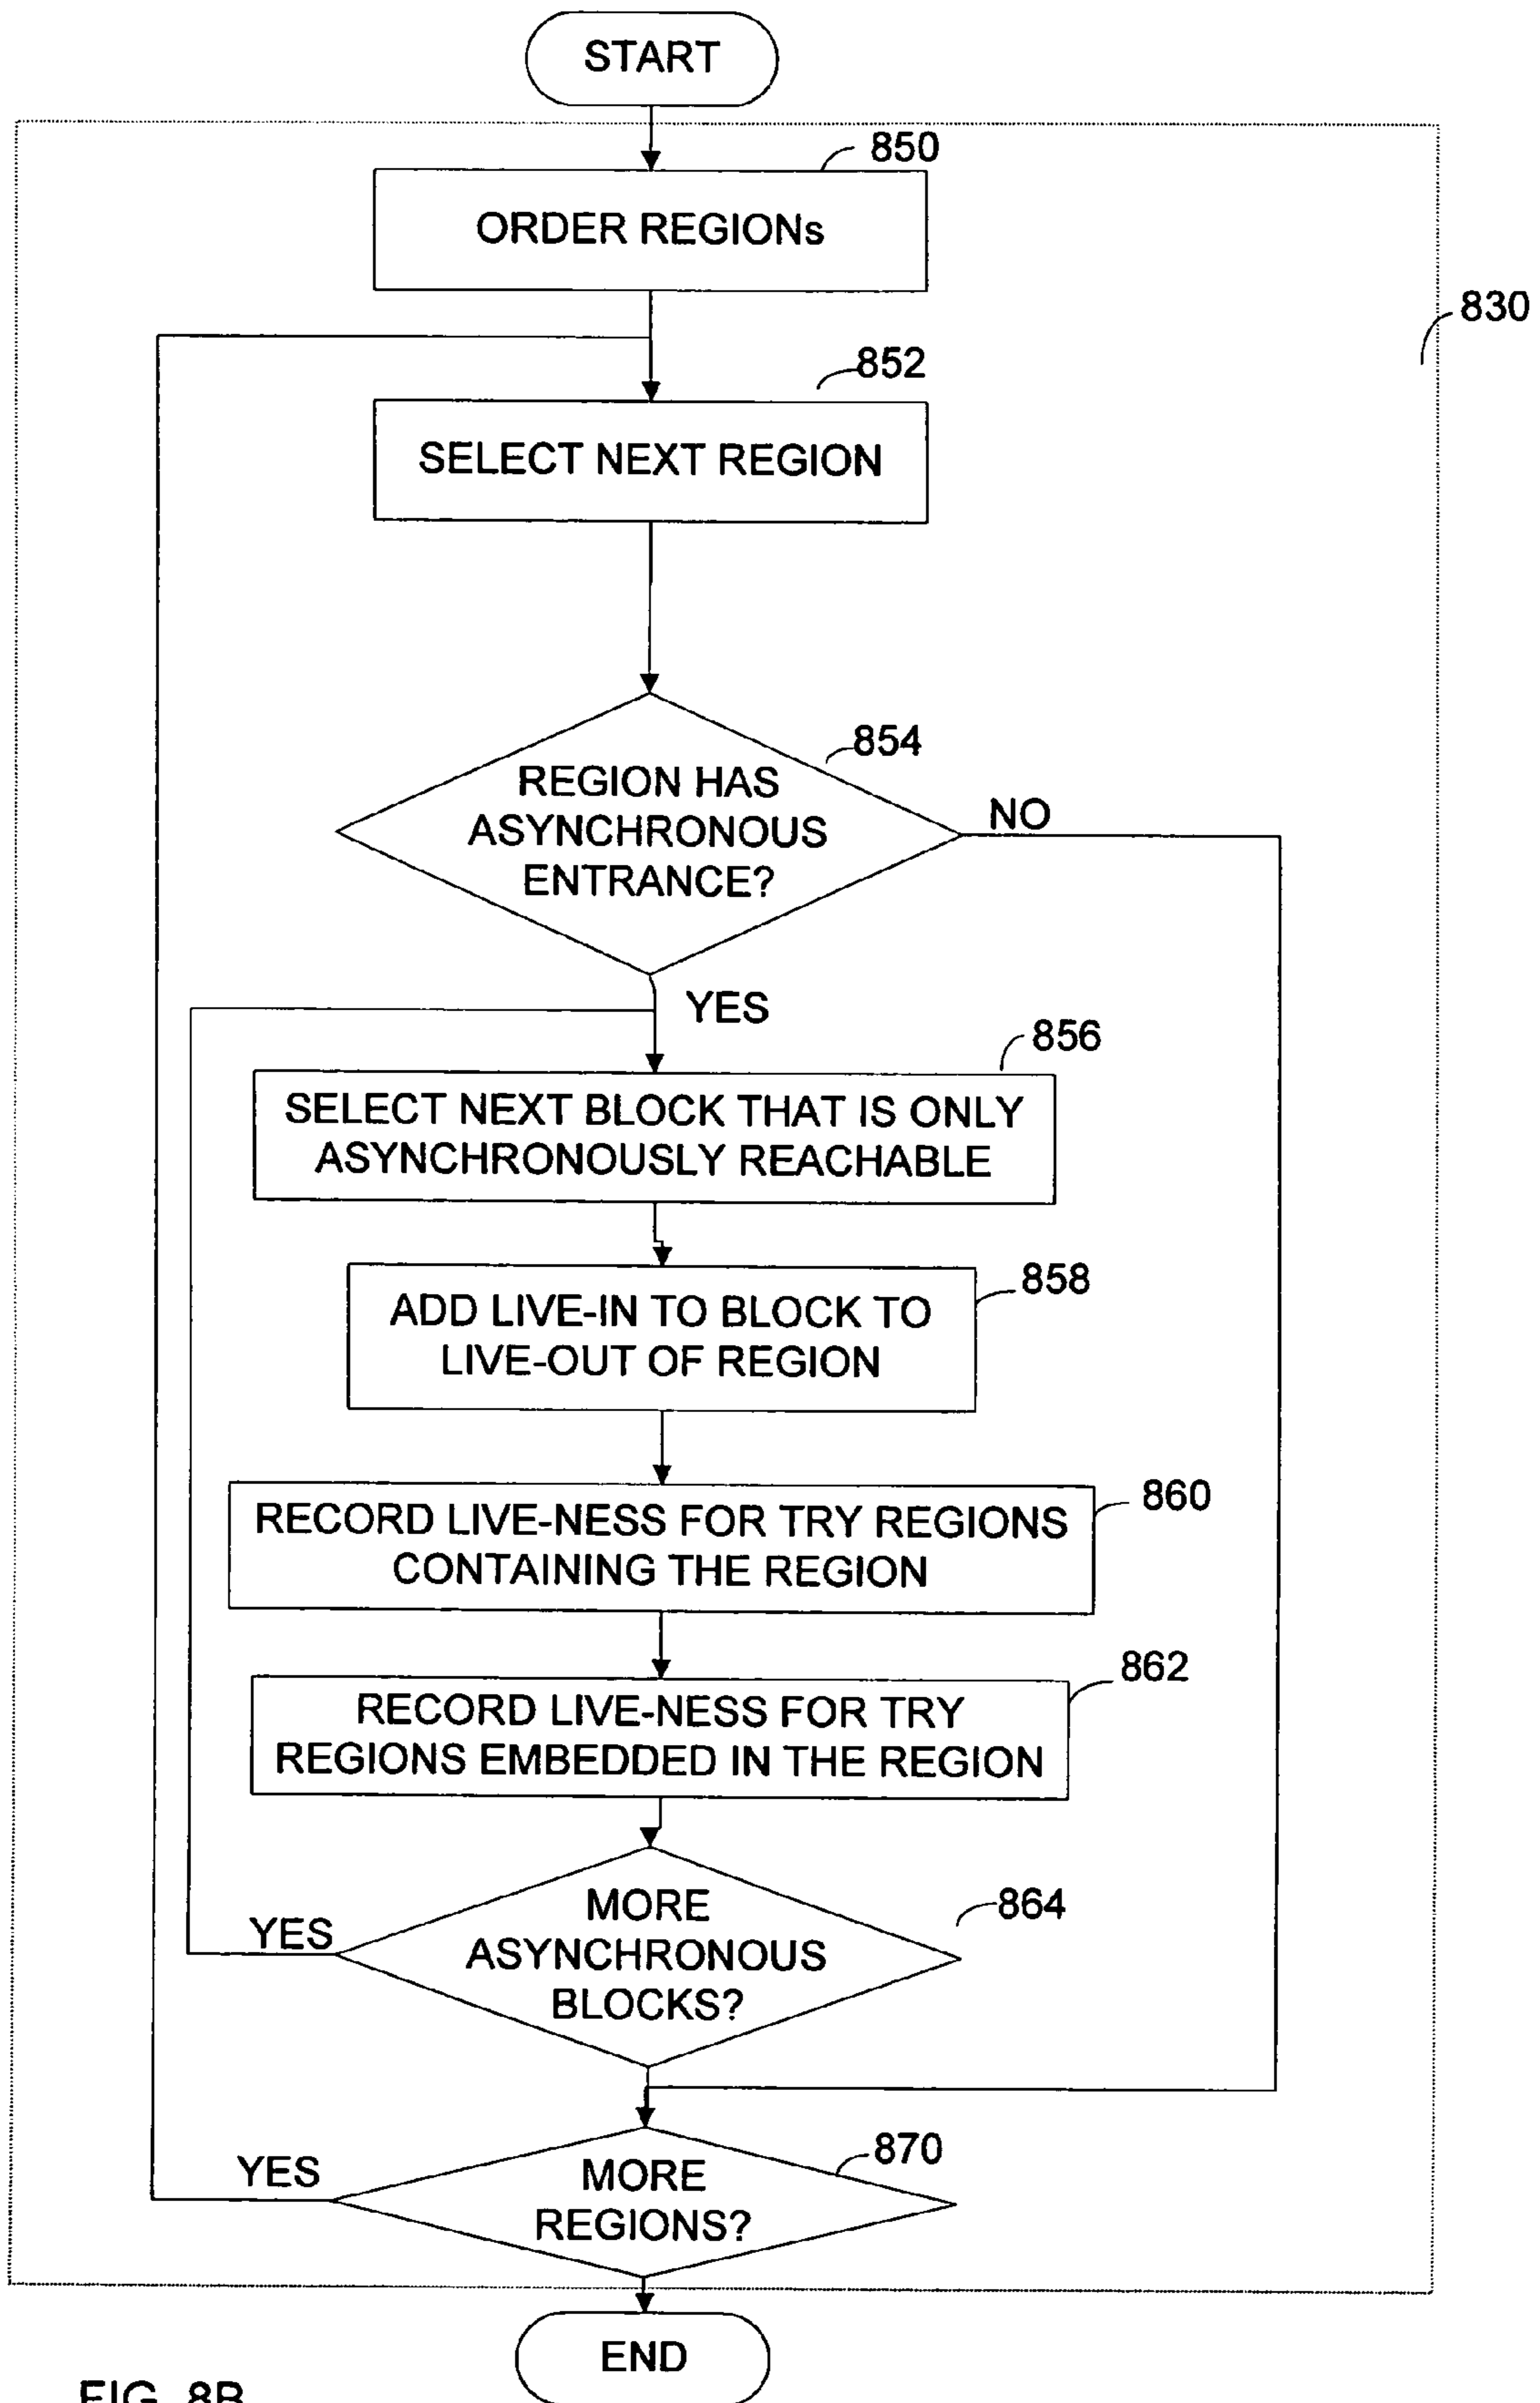 START
850
ORDER REGIONs
830
852
SELECT NEXT REGION
854
REGION HAS
ASYNCHRONOUS
ENTRANCE?
NO
YES
856
SELECT NEXT BLOCK THAT IS ONLY
ASYNCHRONOUSLY REACHABLE
858
ADD LIVE-IN TO BLOCK TO
LIVE-OUT OF REGION
860
RECORD LIVE-NESS FOR TRY REGIONS
CONTAINING THE REGION
862
RECORD LIVE-NESS FOR TRY
REGIONS EMBEDDED IN THE REGION
864
MORE
ASYNCHRONOUS
BLOCKS?
YES
870
YES
MORE
REGIONS?
END
FIG. 8B